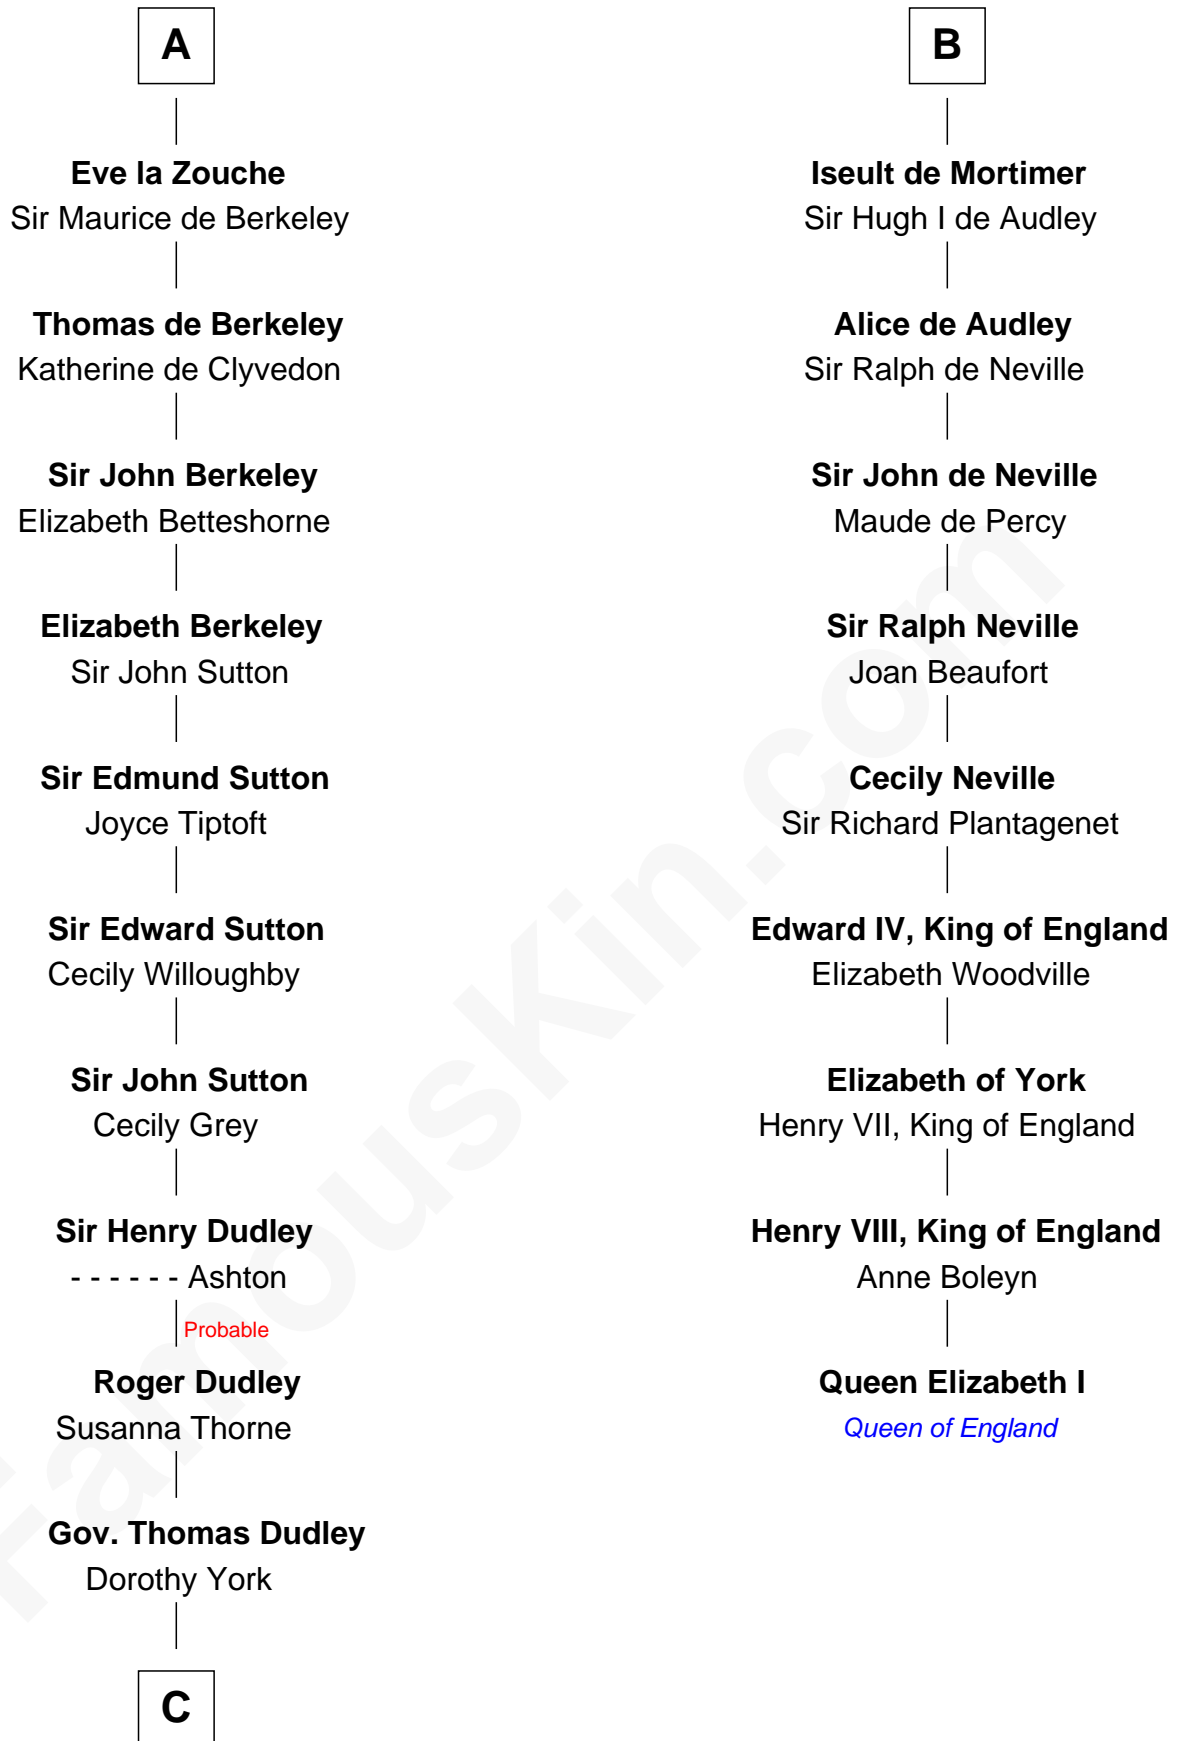 A
Eve la Zouche
Sir Maurice de Berkeley
Thomas de Berkeley
Katherine de Clyvedon
Sir John Berkeley
Elizabeth Betteshorne
Elizabeth Berkeley
Sir John Sutton
Sir Edmund Sutton
Joyce Tiptoft
Sir Edward Sutton
Cecily Willoughby
Sir John Sutton
Cecily Grey
Sir Henry Dudley
- - - - - - Ashton
Probable
Roger Dudley
Susanna Thorne
Gov. Thomas Dudley
Dorothy York
C
B
Iseult de Mortimer
Sir Hugh I de Audley
Alice de Audley
Sir Ralph de Neville
Sir John de Neville
Maude de Percy
Sir Ralph Neville
Joan Beaufort
Cecily Neville
Sir Richard Plantagenet
Edward IV, King of England
Elizabeth Woodville
Elizabeth of York
Henry VII, King of England
Henry VIII, King of England
Anne Boleyn
Queen Elizabeth I
Queen of England
FamousKin.com